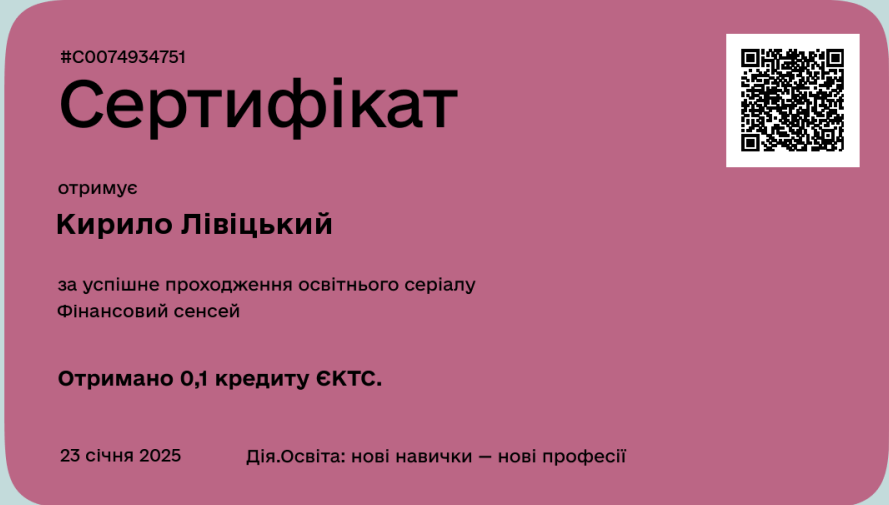 #C0074934751
Сертифікат
отримує
Кирило Лівіцький
за успішне проходження освітнього серіалу
Фінансовий сенсей
Отримано 0,1 кредиту ЄКТС.
23 січня 2025 Дія.Освіта: нові навички — нові професії